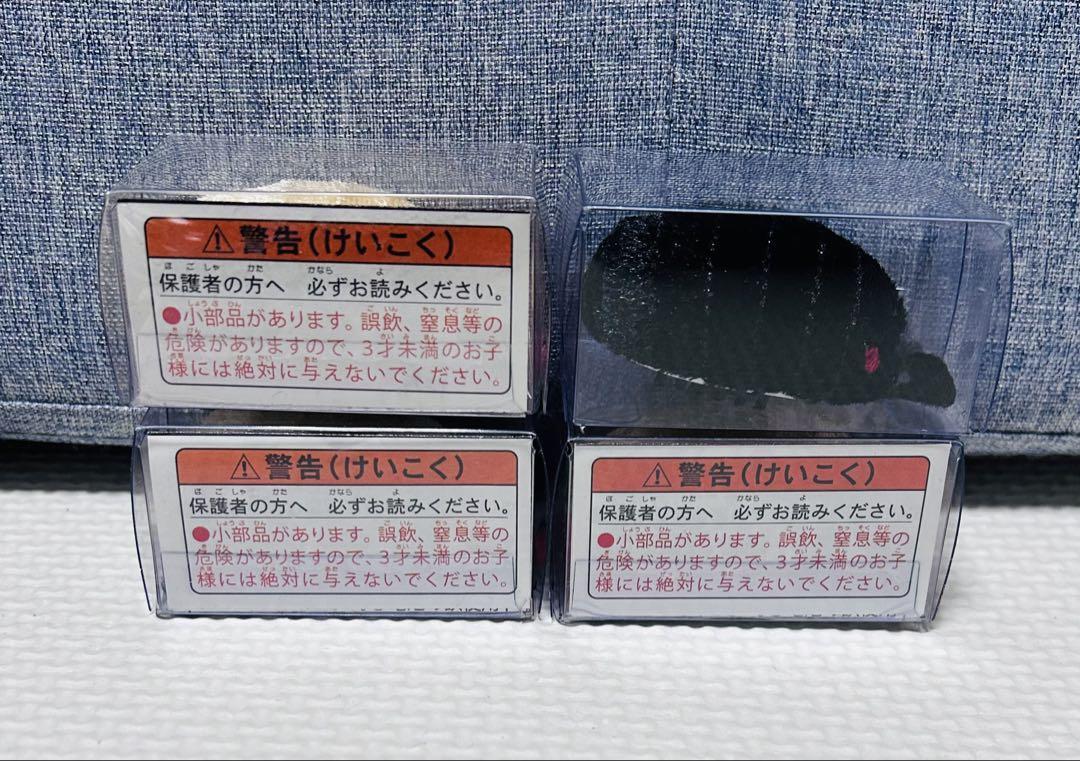 ⚠警告(けいこく)
保護者の方へ 必ずお読みください。
●小部品があります。誤飲、窒息等の
危険がありますので、3才未満のお子
様には絶対に与えないでください。
⚠警告(けいこく)
保護者の方へ 必ずお読みください。
●小部品があります。誤飲、窒息等の
危険がありますので、3才未満のお子
様には絶対に与えないでください。
⚠警告(けいこく)
保護者の方へ 必ずお読みください。
●小部品があります。誤飲、窒息等の
危険がありますので、3才未満のお子
様には絶対に与えないでください。